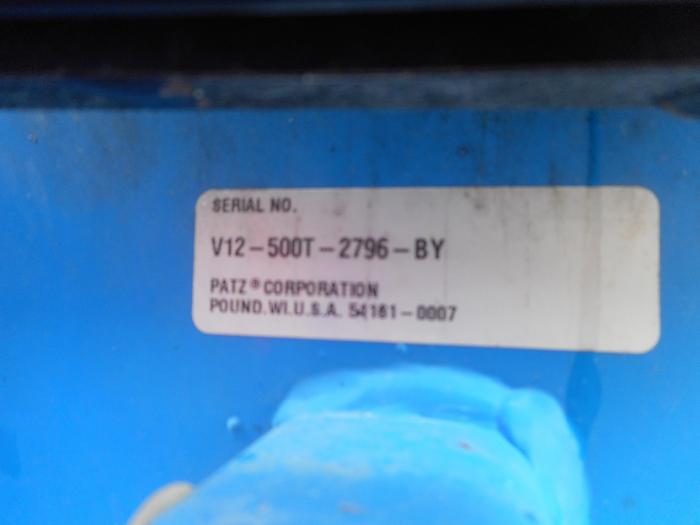 SERIAL NO.
V12-500T-2796-BY
PATZ® CORPORATION
POUND.WI.U.S.A. 54161-0007